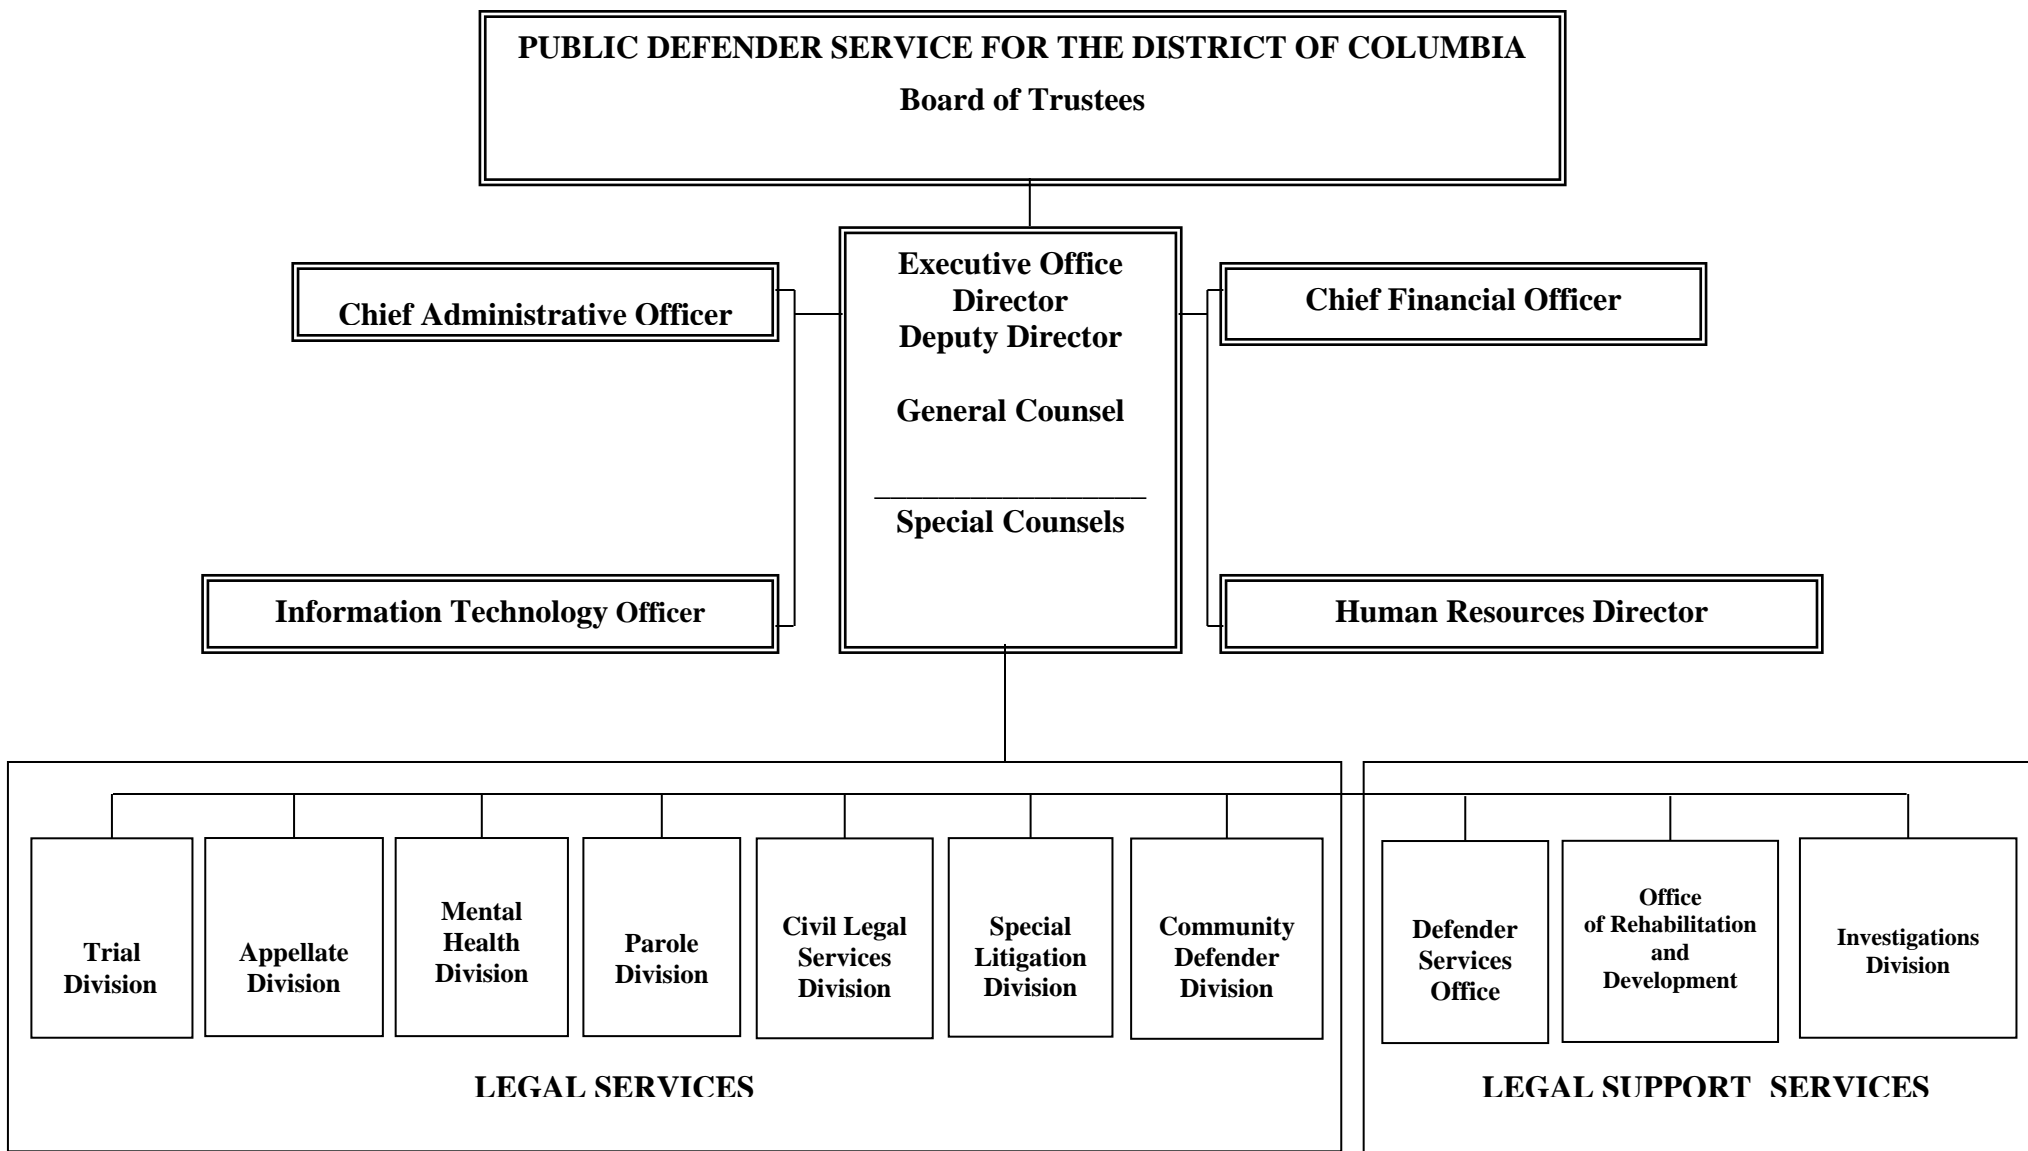 PUBLIC DEFENDER SERVICE FOR THE DISTRICT OF COLUMBIA
Board of Trustees
Executive Office
Director
Deputy Director
General Counsel
_________________
Special Counsels
Chief Administrative Officer
Chief Financial Officer
Information Technology Officer
Human Resources Director
Trial
Division
Appellate
Division
Mental
Health
Division
Parole
Division
Civil Legal
Services
Division
Special
Litigation
Division
Community
Defender
Division
Defender
Services
Office
Office
of Rehabilitation
and
Development
Investigations
Division
LEGAL SERVICES
LEGAL SUPPORT SERVICES